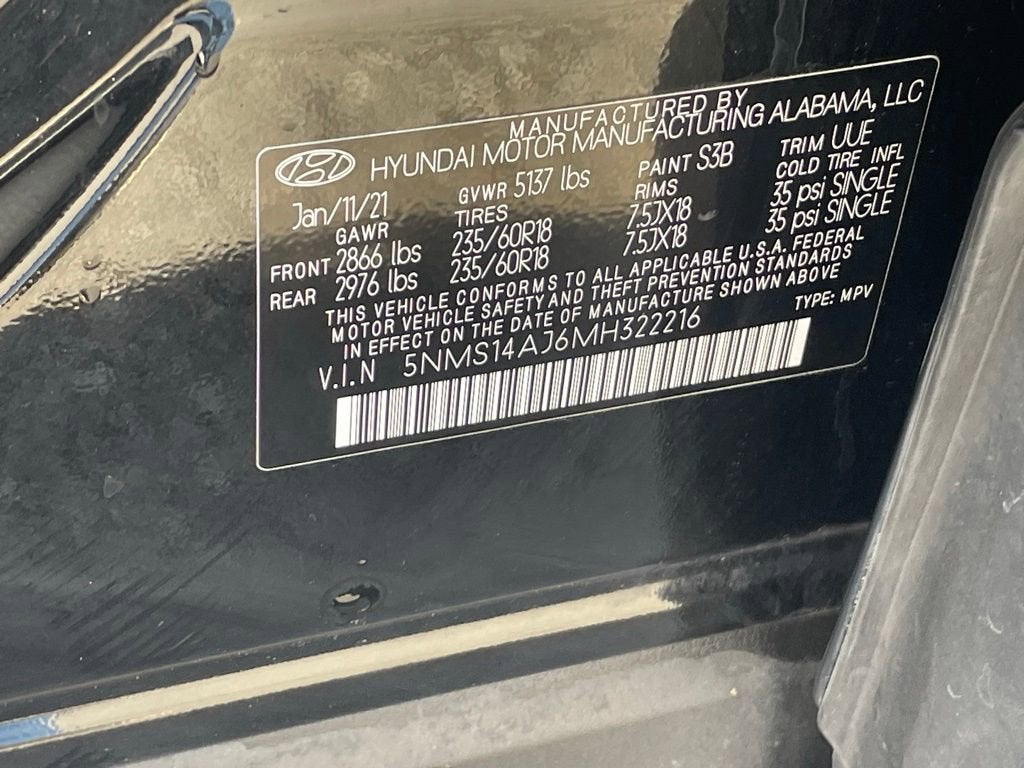 MANUFACTURED BY
HYUNDAI MOTOR MANUFACTURING ALABAMA, LLC
Jan/11/21 GVWR 5137 lbs PAINT S3B TRIM UUE
GAWR TIRES RIMS COLD TIRE INFL
FRONT 2866 lbs 235/60R18 7.5JX18 35 psi SINGLE
REAR 2976 lbs 235/60R18 7.5JX18 35 psi SINGLE
THIS VEHICLE CONFORMS TO ALL APPLICABLE U.S.A. FEDERAL
MOTOR VEHICLE SAFETY AND THEFT PREVENTION STANDARDS
IN EFFECT ON THE DATE OF MANUFACTURE SHOWN ABOVE
V.I.N 5NMS14AJ6MH322216 TYPE: MPV